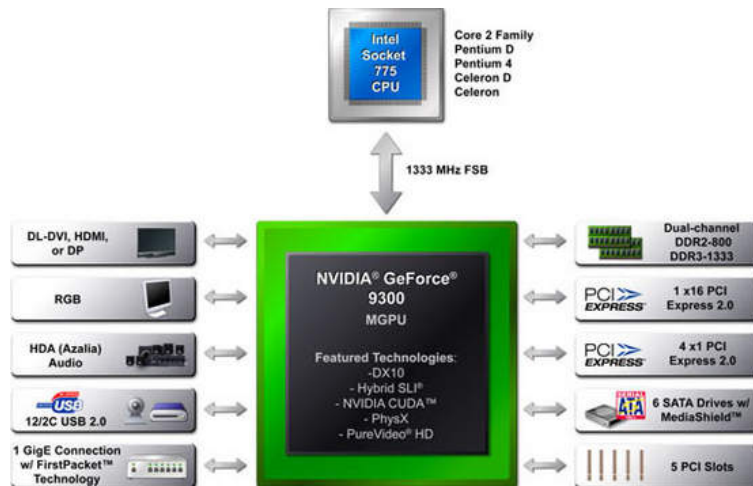 Intel
Socket
775
CPU
Core 2 Family
Pentium D
Pentium 4
Celeron D
Celeron
1333 MHz FSB
DL-DVI, HDMI,
or DP
RGB
HDA (Azalia)
Audio
USB
12/2C USB 2.0
1 GigE Connection
w/ FirstPacket™
Technology
NVIDIA® GeForce®
9300
MGPU
Featured Technologies:
-DX10
- Hybrid SLI®
- NVIDIA CUDA™
- PhysX
- PureVideo® HD
Dual-channel
DDR2-800
DDR3-1333
PCI EXPRESS
1 x16 PCI
Express 2.0
PCI EXPRESS
4 x1 PCI
Express 2.0
SERIAL
ATA
6 SATA Drives w/
MediaShield™
5 PCI Slots